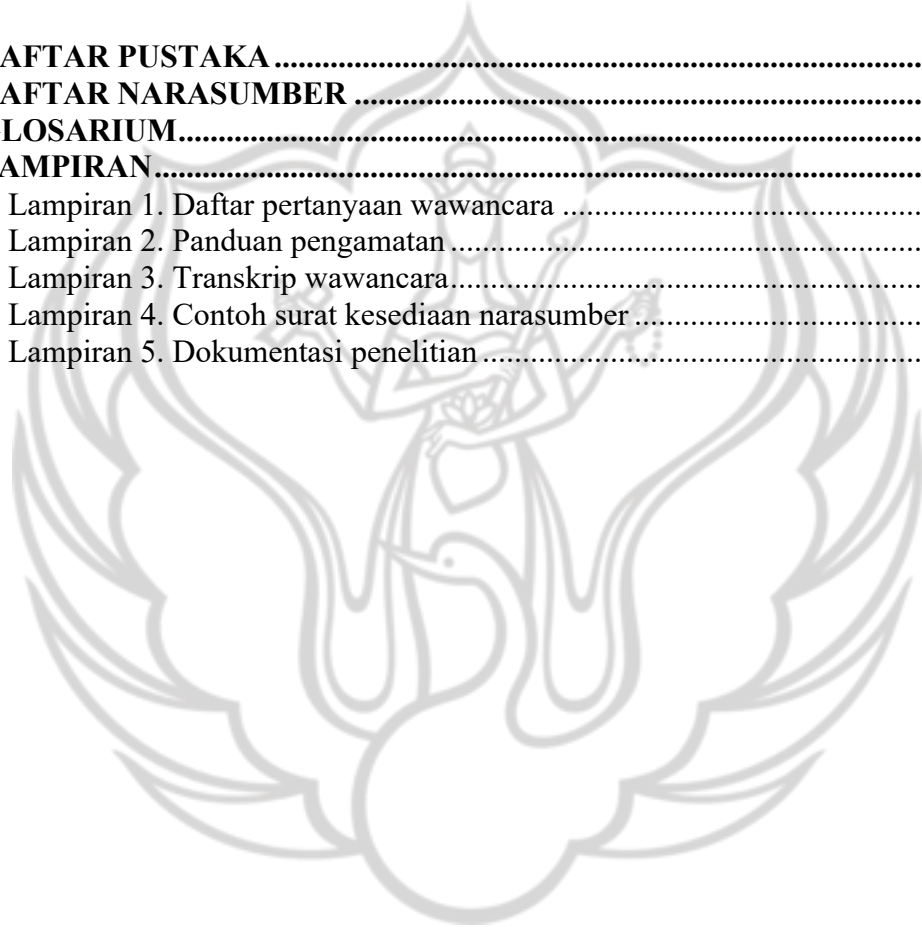 AFTAR PUSTAKA ................................................................................
AFTAR NARASUMBER ......................................................................
LOSARIUM............................................................................................
AMPIRAN...............................................................................................
Lampiran 1. Daftar pertanyaan wawancara ............................................
Lampiran 2. Panduan pengamatan ..........................................................
Lampiran 3. Transkrip wawancara..........................................................
Lampiran 4. Contoh surat kesediaan narasumber ...................................
Lampiran 5. Dokumentasi penelitian ......................................................